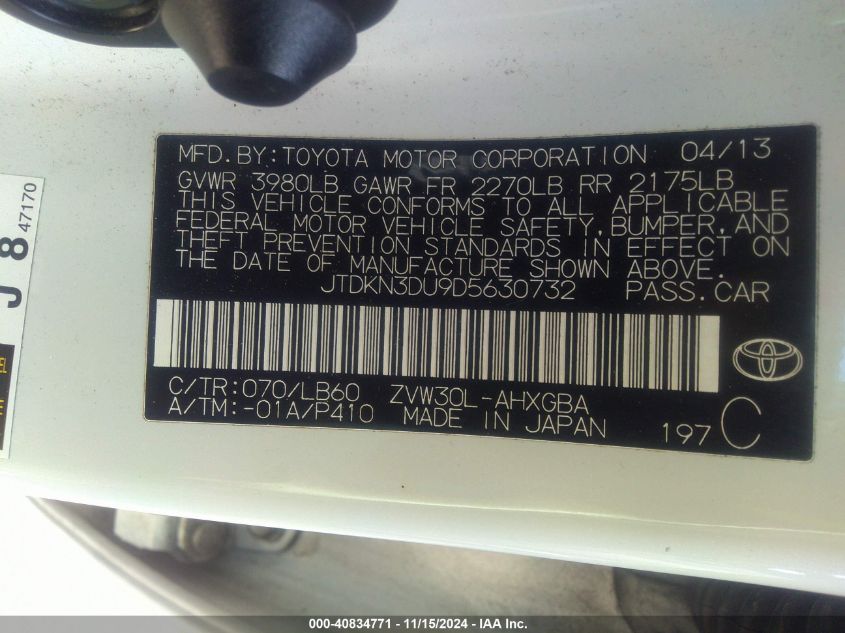 MFD.BY:TOYOTA MOTOR CORPORATION 04/13
GVWR 3980LB GAWR FR 2270LB RR 2175LB
THIS VEHICLE CONFORMS TO ALL APPLICABLE
FEDERAL MOTOR VEHICLE SAFETY, BUMPER, AND
THEFT PREVENTION STANDARDS IN EFFECT ON
THE DATE OF MANUFACTURE SHOWN ABOVE.
JTDKN3DU9D5630732 PASS.CAR
C/TR:070/LB60 ZVW30L-AHXGBA
A/TM:-01A/P410 MADE IN JAPAN 197 C
J 8 47170
000-40834771 - 11/15/2024 - IAA Inc.